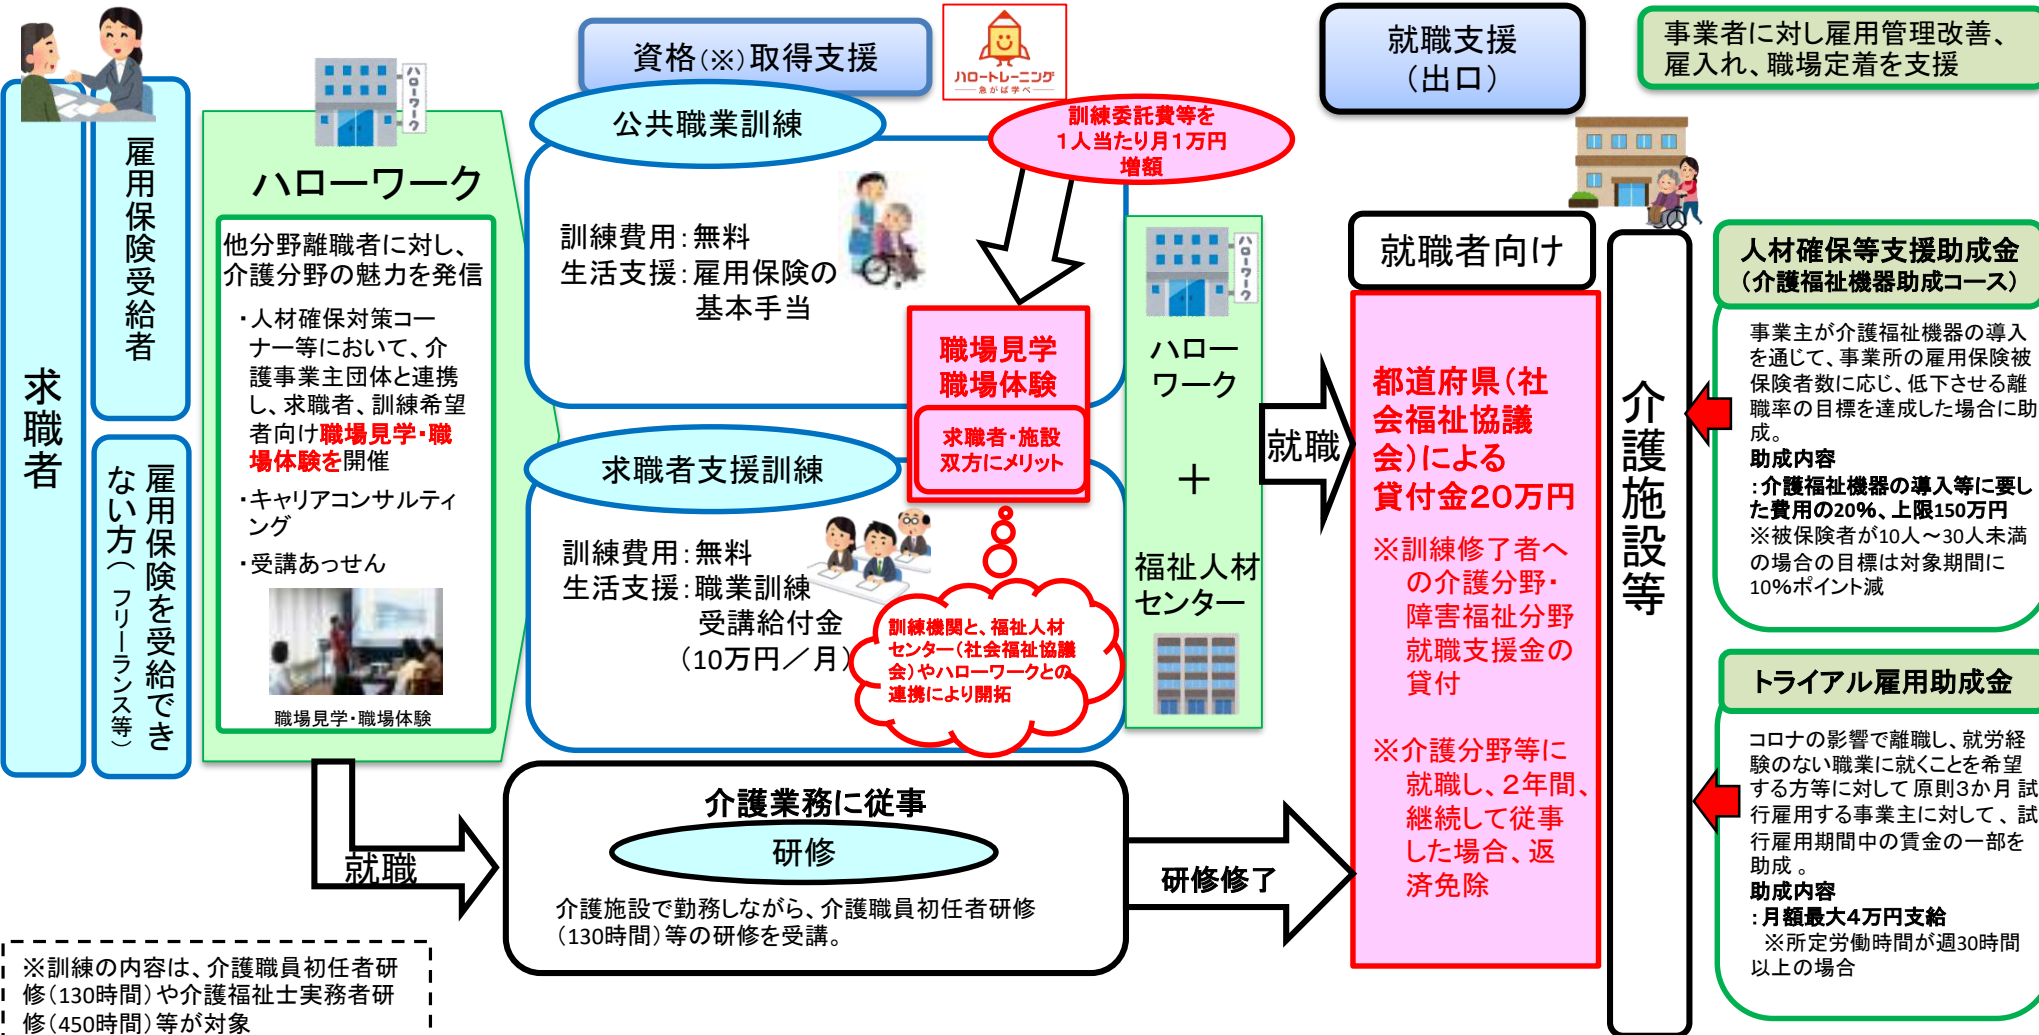 求職者
雇用保険受給者
雇用保険を受給でき
ない方（フリーランス等）
ハローワーク
ハローワーク
他分野離職者に対し、
介護分野の魅力を発信
・人材確保対策コー
ナー等において、介
護事業主団体と連携
し、求職者、訓練希望
者向け職場見学・職
場体験を開催
・キャリアコンサルティ
ング
・受講あっせん
職場見学・職場体験
就職
※訓練の内容は、介護職員初任者研
修（130時間）や介護福祉士実務者研
修（450時間）等が対象
資格（※）取得支援
ハロートレーニング
急がば学べ
公共職業訓練
訓練費用：無料
生活支援：雇用保険の
基本手当
訓練委託費等を
１人当たり月１万円
増額
職場見学
職場体験
求職者・施設
双方にメリット
求職者支援訓練
訓練費用：無料
生活支援：職業訓練
受講給付金
（10万円／月）
訓練機関と、福祉人材
センター（社会福祉協議
会）やハローワークとの
連携により開拓
介護業務に従事
研修
介護施設で勤務しながら、介護職員初任者研修
（130時間）等の研修を受講。
研修修了
ハローワーク
ハロー
ワーク
＋
福祉人材
センター
就職
就職支援
（出口）
就職者向け
都道府県（社
会福祉協議
会）による
貸付金２０万円
※訓練修了者へ
の介護分野・
障害福祉分野
就職支援金の
貸付
※介護分野等に
就職し、２年間、
継続して従事
した場合、返
済免除
介護施設等
事業者に対し雇用管理改善、
雇入れ、職場定着を支援
人材確保等支援助成金
（介護福祉機器助成コース）
事業主が介護福祉機器の導入
を通じて、事業所の雇用保険被
保険者数に応じ、低下させる離
職率の目標を達成した場合に助
成。
助成内容
：介護福祉機器の導入等に要し
た費用の20％、上限150万円
※被保険者が10人～30人未満
の場合の目標は対象期間に
10％ポイント減
トライアル雇用助成金
コロナの影響で離職し、就労経
験のない職業に就くことを希望
する方等に対して原則３か月試
行雇用する事業主に対して、試
行雇用期間中の賃金の一部を
助成。
助成内容
：月額最大４万円支給
※所定労働時間が週30時間
以上の場合